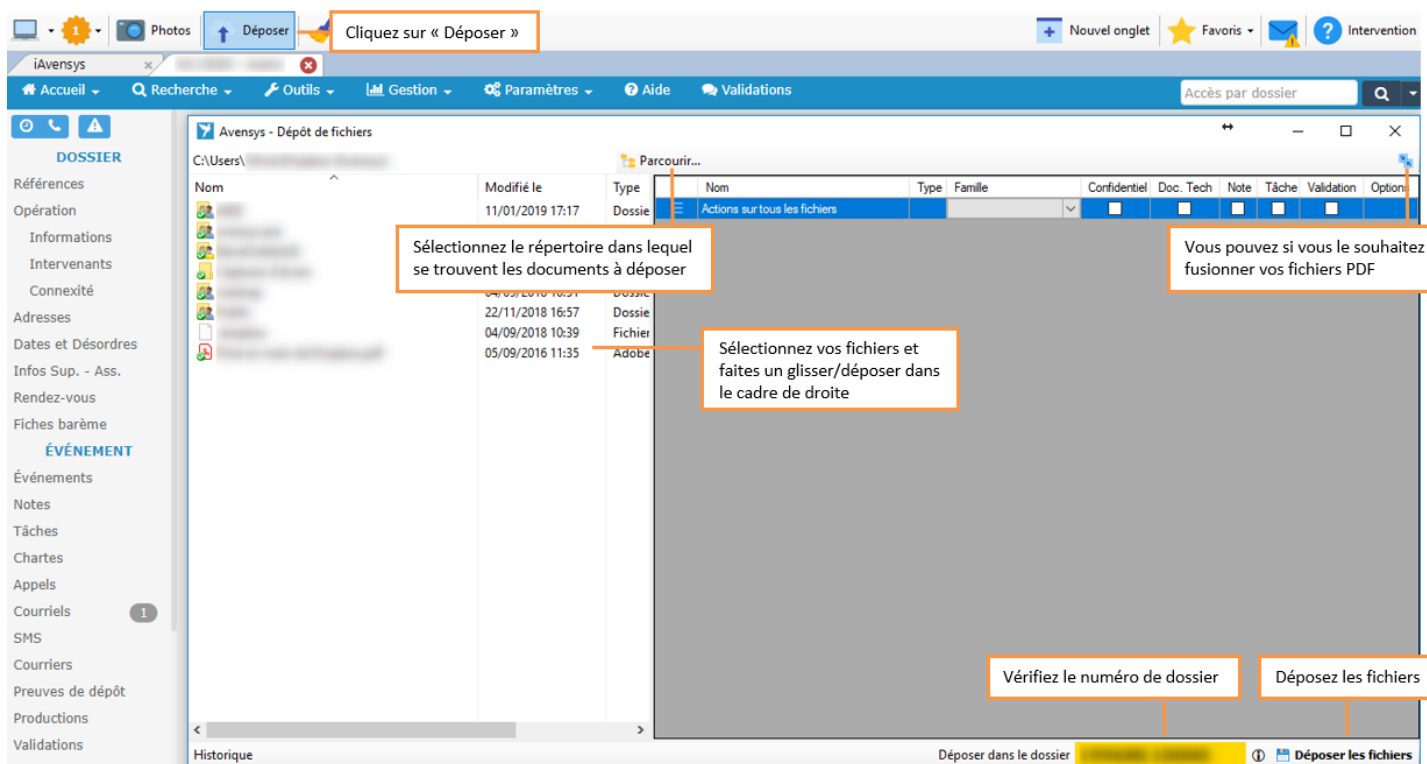 Photos
Déposer
Cliquez sur « Déposer »
Nouvel onglet
Favoris
Intervention
iAvensys
Accueil
Recherche
Outils
Gestion
Paramètres
Aide
Validations
Accès par dossier
DOSSIER
Références
Opération
Informations
Intervenants
Connexité
Adresses
Dates et Désordres
Infos Sup. - Ass.
Rendez-vous
Fiches barème
ÉVÉNEMENT
Événements
Notes
Tâches
Chartes
Appels
Courriels 1
SMS
Courriers
Preuves de dépôt
Productions
Validations
Avensys - Dépôt de fichiers
C:\Users\
Parcourir...
Nom Modifié le Type
11/01/2019 17:17 Dossie
22/11/2018 16:57 Dossie
04/09/2018 10:39 Fichier
05/09/2016 11:35 Adobe
Nom Type Famille Confidentiel Doc. Tech Note Tâche Validation Options
Actions sur tous les fichiers
Sélectionnez le répertoire dans lequel
se trouvent les documents à déposer
Vous pouvez si vous le souhaitez
fusionner vos fichiers PDF
Sélectionnez vos fichiers et
faites un glisser/déposer dans
le cadre de droite
Vérifiez le numéro de dossier
Déposez les fichiers
Historique
Déposer dans le dossier
Déposer les fichiers